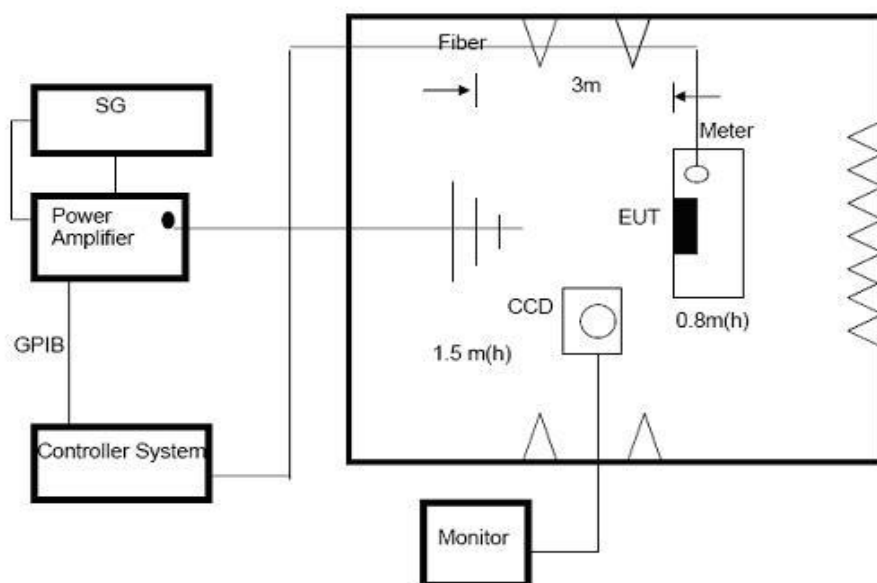 Fiber
3m
SG
Meter
Power
Amplifier
EUT
CCD
0.8m(h)
1.5 m(h)
GPIB
Controller System
Monitor